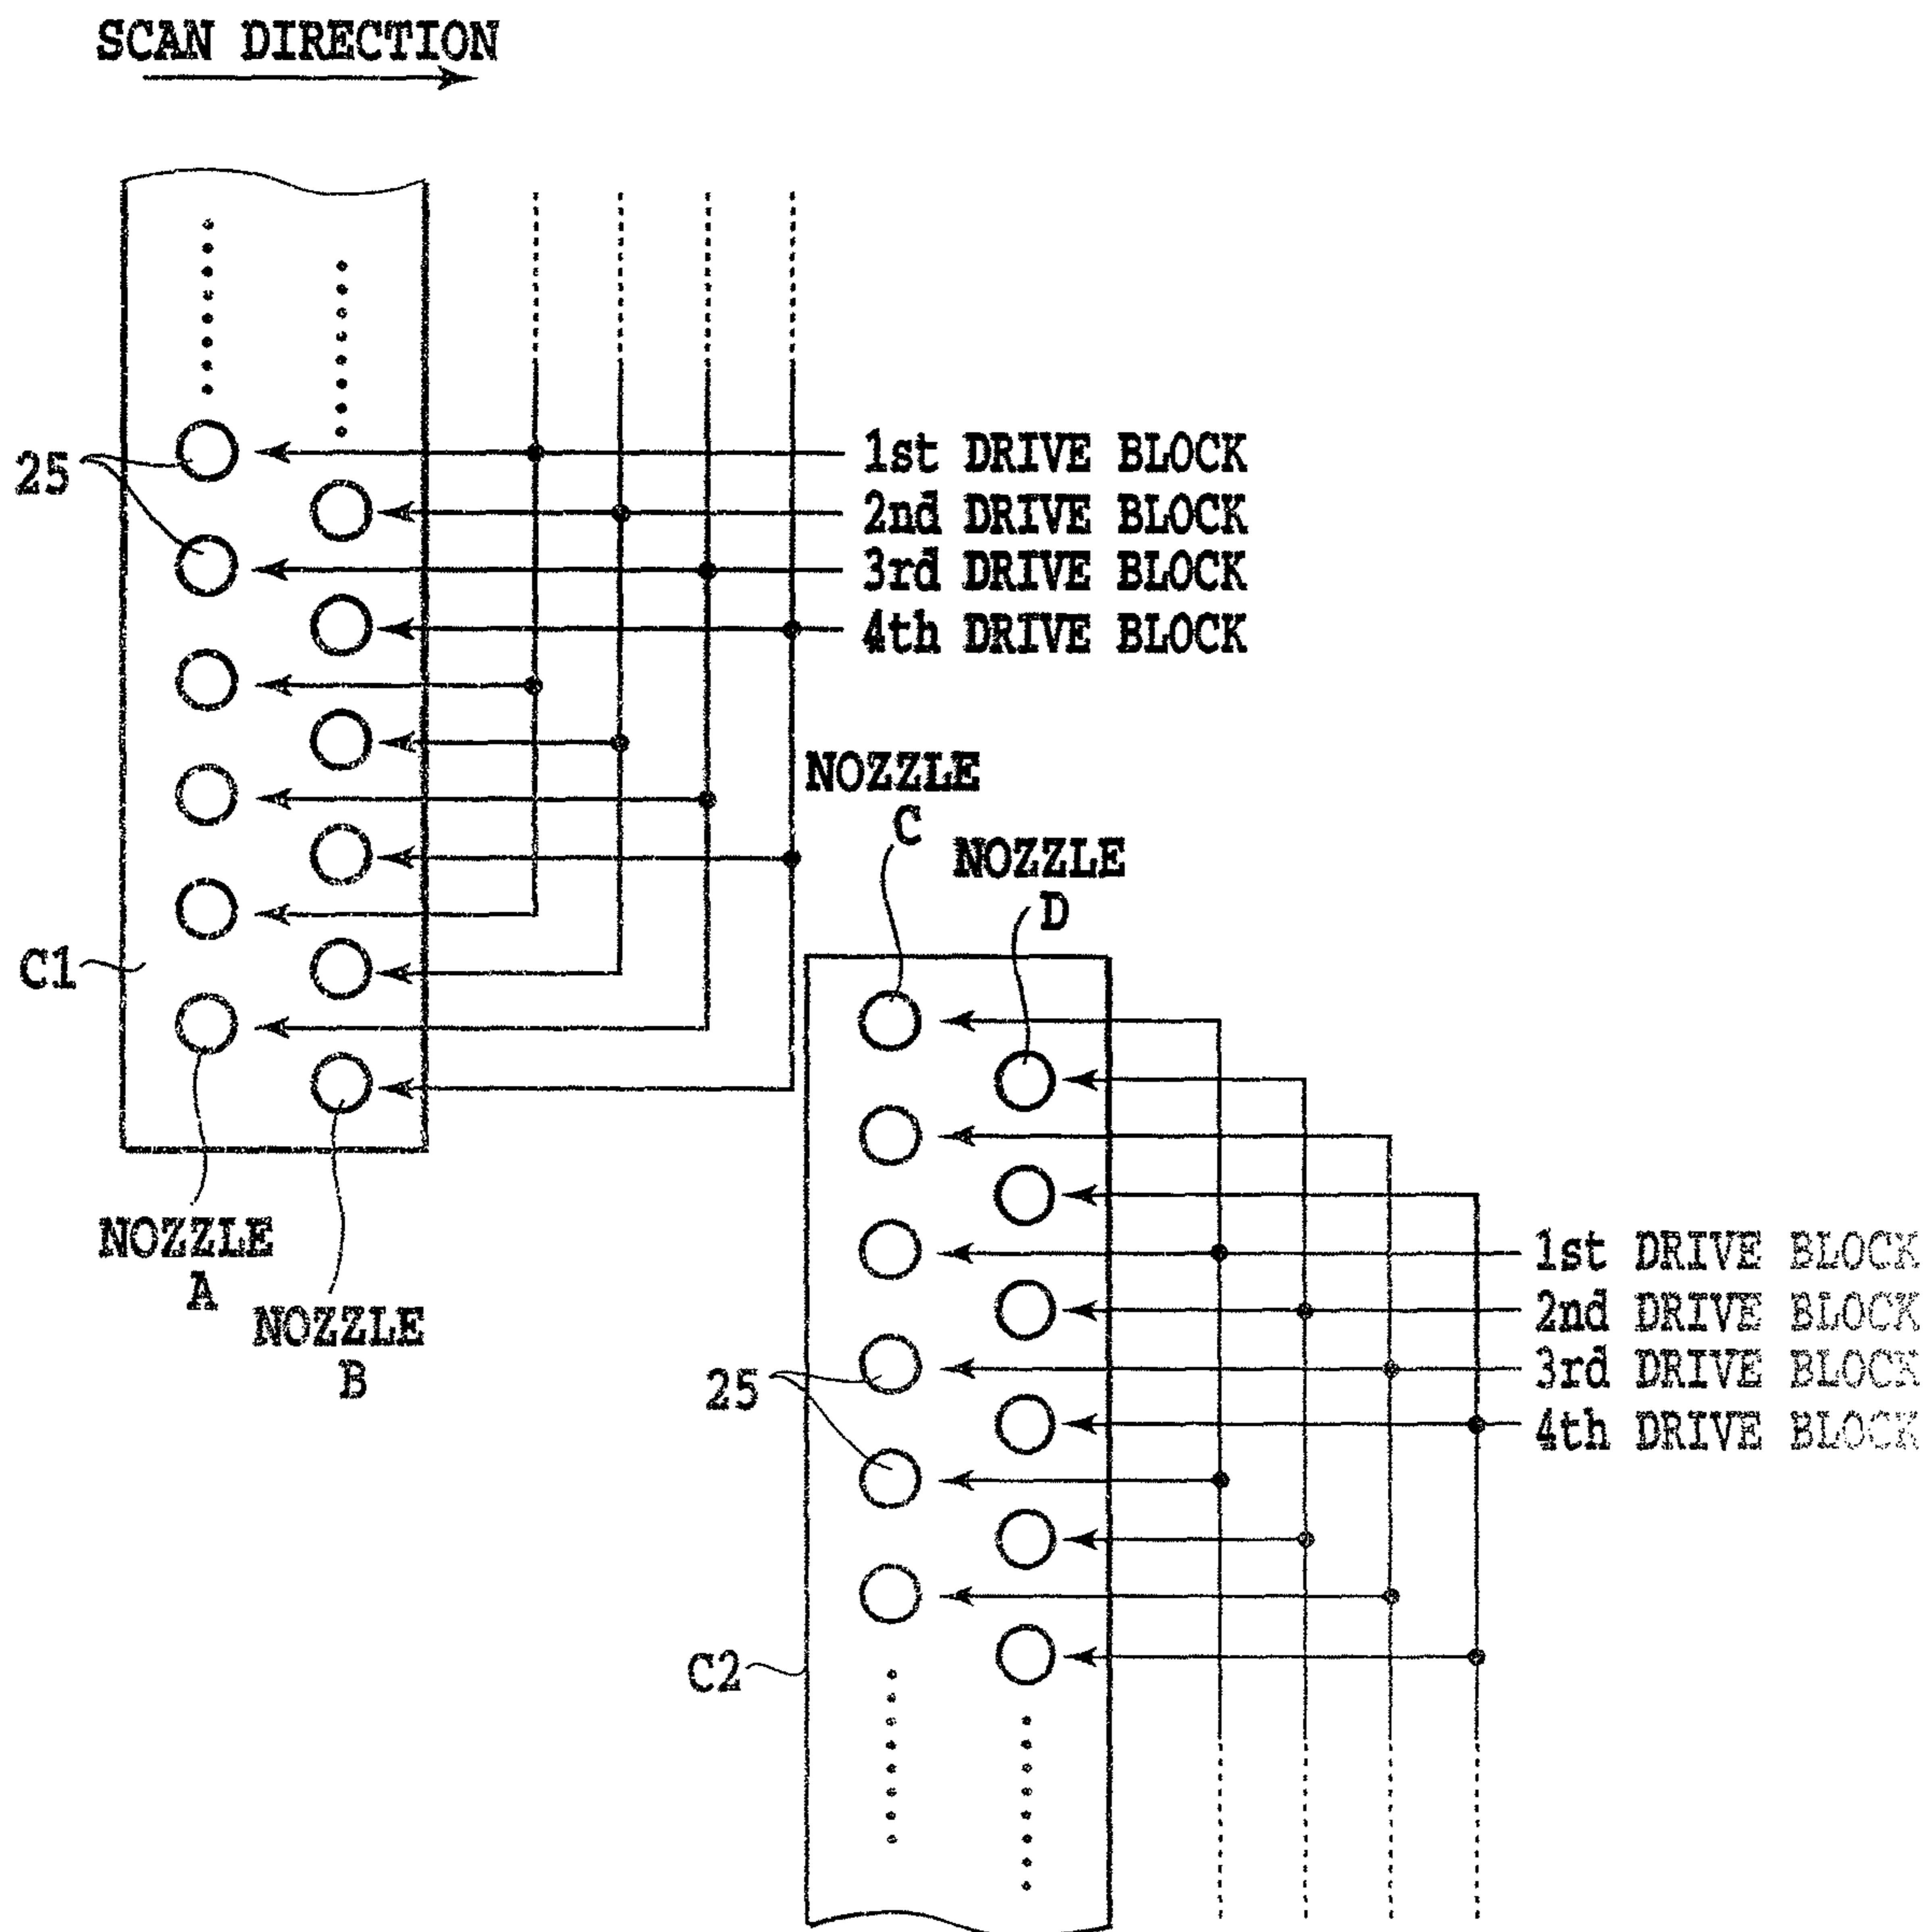 SCAN DIRECTION
25
1st DRIVE BLOCK
2nd DRIVE BLOCK
3rd DRIVE BLOCK
4th DRIVE BLOCK
NOZZLE
C
NOZZLE
D
C1
NOZZLE
A
NOZZLE
B
1st DRIVE BLOCK
2nd DRIVE BLOCK
3rd DRIVE BLOCK
4th DRIVE BLOCK
25
C2